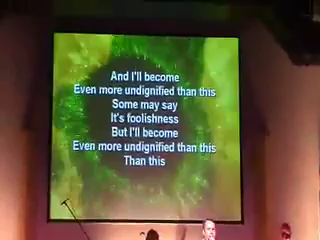 And I'll become
Even more undignified than this
Some may say
It's foolishness
But I'll become
Even more undignified than this
Than this